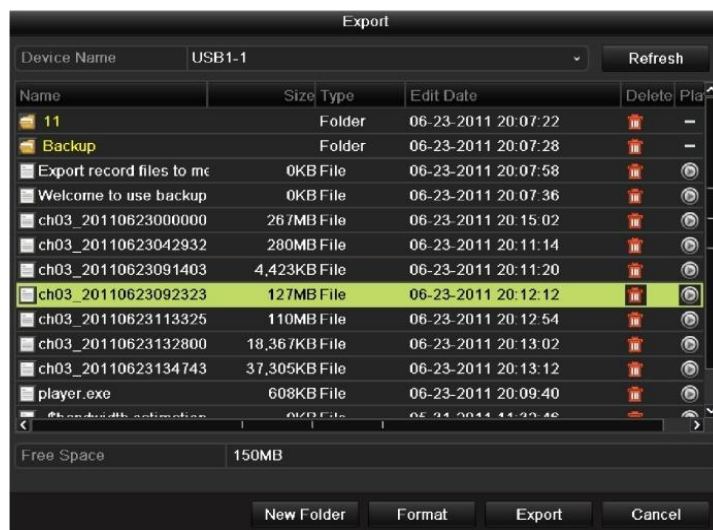 Export
Device Name USB1-1 Refresh
Name Size Type Edit Date Delete Pla
11 Folder 06-23-2011 20:07:22
Backup Folder 06-23-2011 20:07:28
Export record files to me 0KB File 06-23-2011 20:07:58
Welcome to use backup 0KB File 06-23-2011 20:07:36
ch03_20110623000000 267MB File 06-23-2011 20:15:02
ch03_20110623042932 280MB File 06-23-2011 20:11:14
ch03_20110623091403 4,423KB File 06-23-2011 20:11:20
ch03_20110623092323 127MB File 06-23-2011 20:12:12
ch03_20110623113325 110MB File 06-23-2011 20:12:54
ch03_20110623132800 18,367KB File 06-23-2011 20:13:02
ch03_20110623134743 37,305KB File 06-23-2011 20:13:12
player.exe 608KB File 06-23-2011 20:09:40
Free Space 150MB
New Folder Format Export Cancel